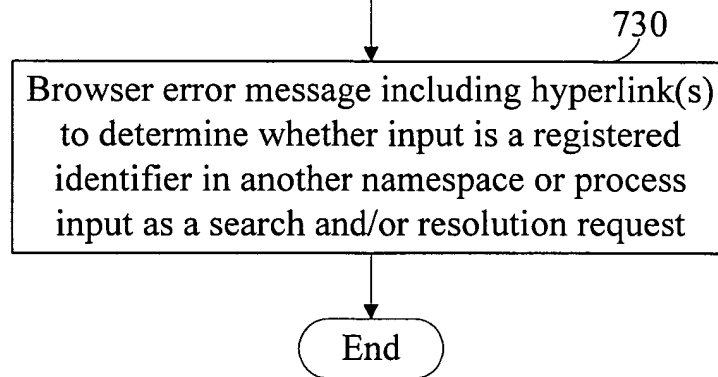 730
Browser error message including hyperlink(s)
to determine whether input is a registered
identifier in another namespace or process
input as a search and/or resolution request
End